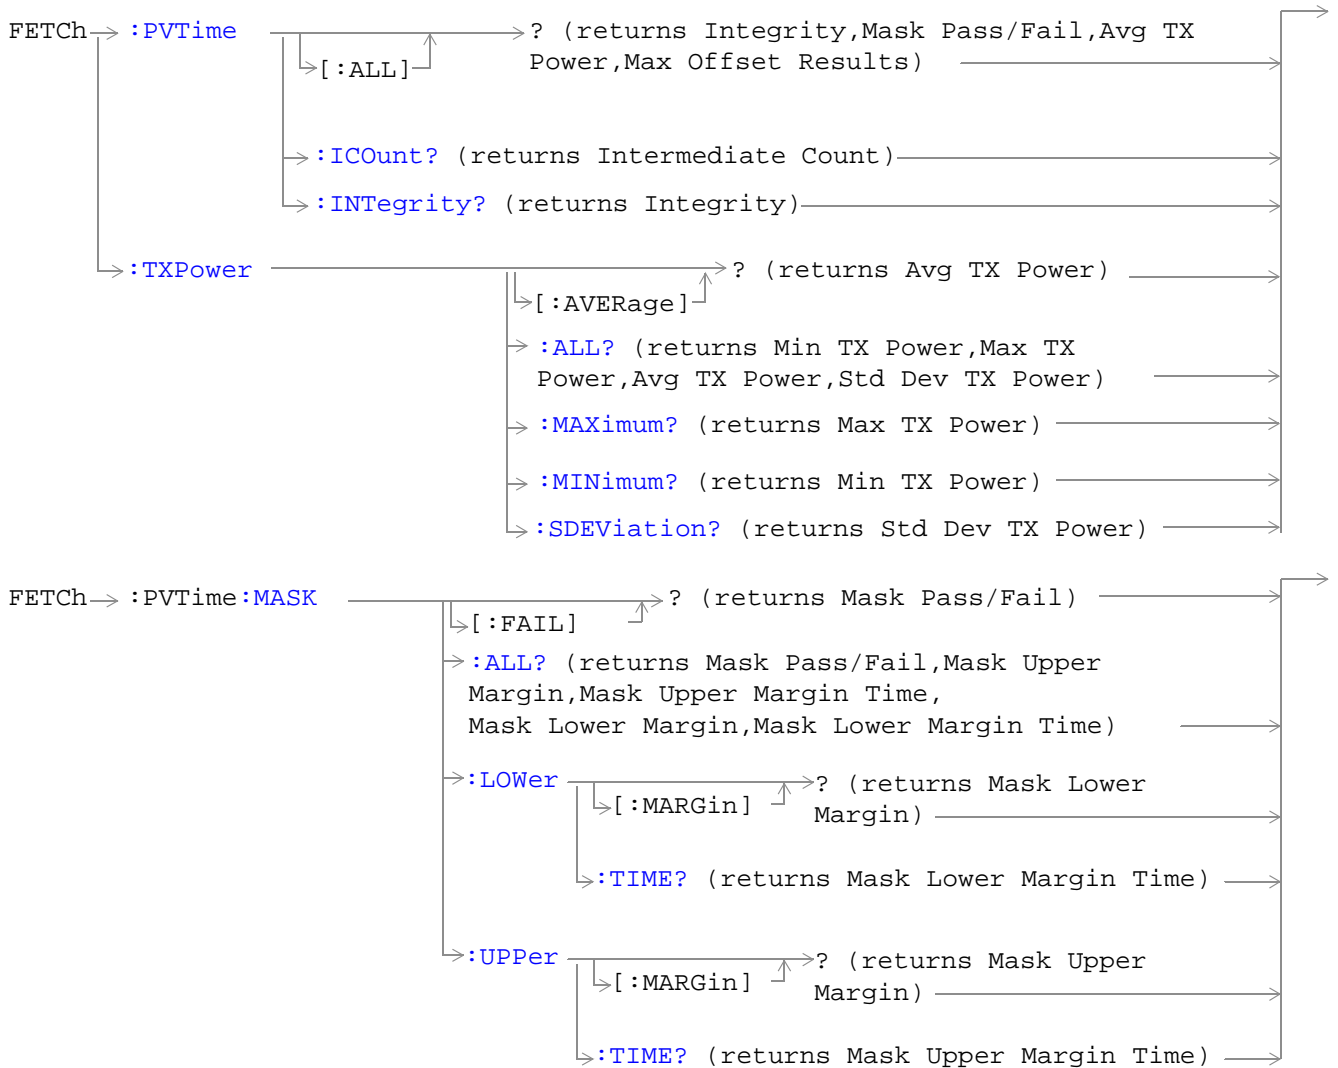 FETCh :PVTime ? (returns Integrity,Mask Pass/Fail,Avg TX
[:ALL] Power,Max Offset Results)
:ICOunt? (returns Intermediate Count)
:INTegrity? (returns Integrity)
:TXPower ? (returns Avg TX Power)
[:AVERage]
:ALL? (returns Min TX Power,Max TX
Power,Avg TX Power,Std Dev TX Power)
:MAXimum? (returns Max TX Power)
:MINimum? (returns Min TX Power)
:SDEViation? (returns Std Dev TX Power)
FETCh :PVTime:MASK ? (returns Mask Pass/Fail)
[:FAIL]
:ALL? (returns Mask Pass/Fail,Mask Upper
Margin,Mask Upper Margin Time,
Mask Lower Margin,Mask Lower Margin Time)
:LOWer ? (returns Mask Lower
[:MARGin] Margin)
:TIME? (returns Mask Lower Margin Time)
:UPPer ? (returns Mask Upper
[:MARGin] Margin)
:TIME? (returns Mask Upper Margin Time)